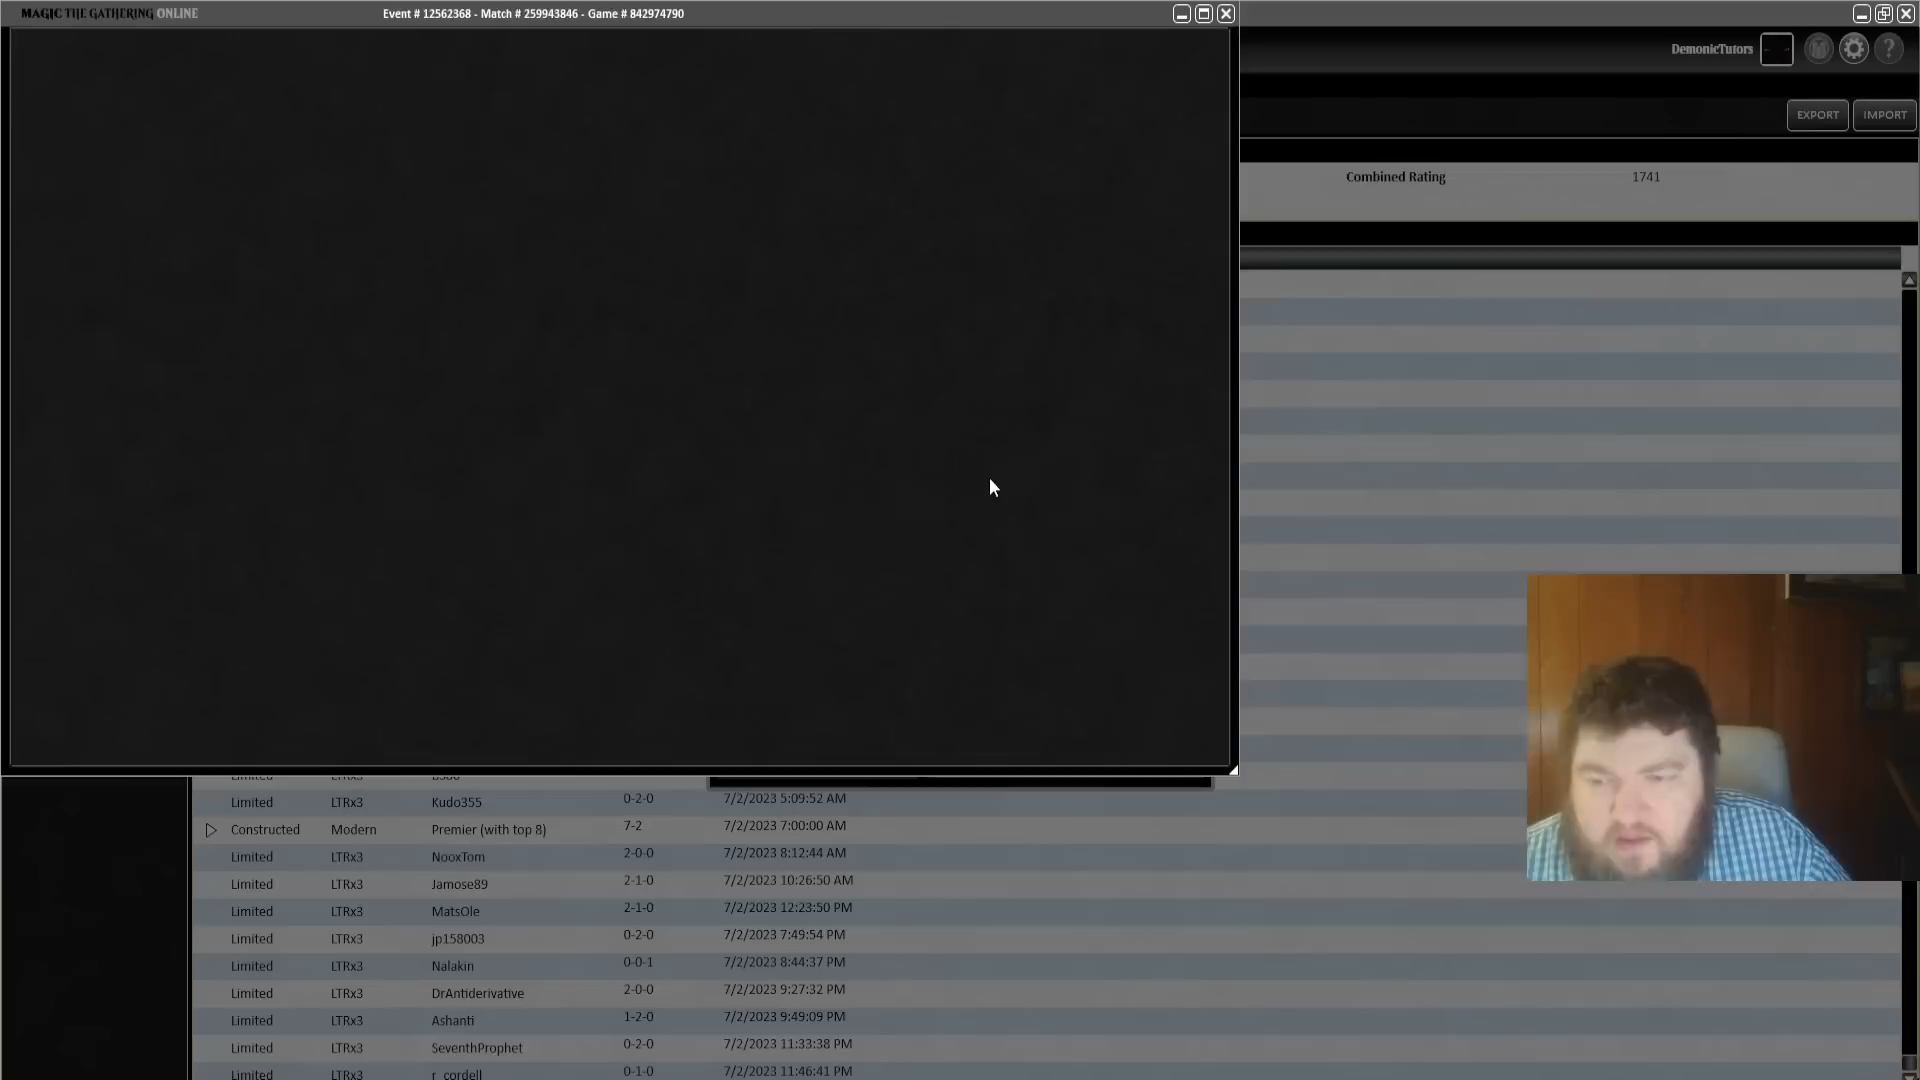 MAGIC THE GATHERING ONLINE
Event # 12562368 - Match # 259943846 - Game # 842974790
DemonicTutors
?
EXPORT IMPORT
Combined Rating 1741
Limited LTRx3 Kudo355 0-2-0 7/2/2023 5:09:52 AM
Constructed Modern Premier (with top 8) 7-2 7/2/2023 7:00:00 AM
Limited LTRx3 NooxTom 2-0-0 7/2/2023 8:12:44 AM
Limited LTRx3 Jamose89 2-1-0 7/2/2023 10:26:50 AM
Limited LTRx3 MatsOle 2-1-0 7/2/2023 12:23:50 PM
Limited LTRx3 jp158003 0-2-0 7/2/2023 7:49:54 PM
Limited LTRx3 Nalakin 0-0-1 7/2/2023 8:44:37 PM
Limited LTRx3 DrAntiderivative 2-0-0 7/2/2023 9:27:32 PM
Limited LTRx3 Ashanti 1-2-0 7/2/2023 9:49:09 PM
Limited LTRx3 SeventhProphet 0-2-0 7/2/2023 11:33:38 PM
Limited LTRx3 r_cordell 0-1-0 7/2/2023 11:46:41 PM